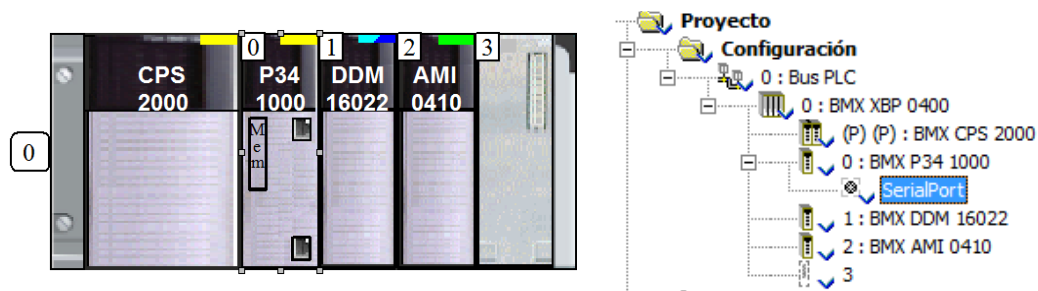 0 1 2 3
CPS P34 DDM AMI
2000 1000 16022 0410
Mem
0
Proyecto
Configuración
0 : Bus PLC
0 : BMX XBP 0400
(P) (P) : BMX CPS 2000
0 : BMX P34 1000
SerialPort
1 : BMX DDM 16022
2 : BMX AMI 0410
3